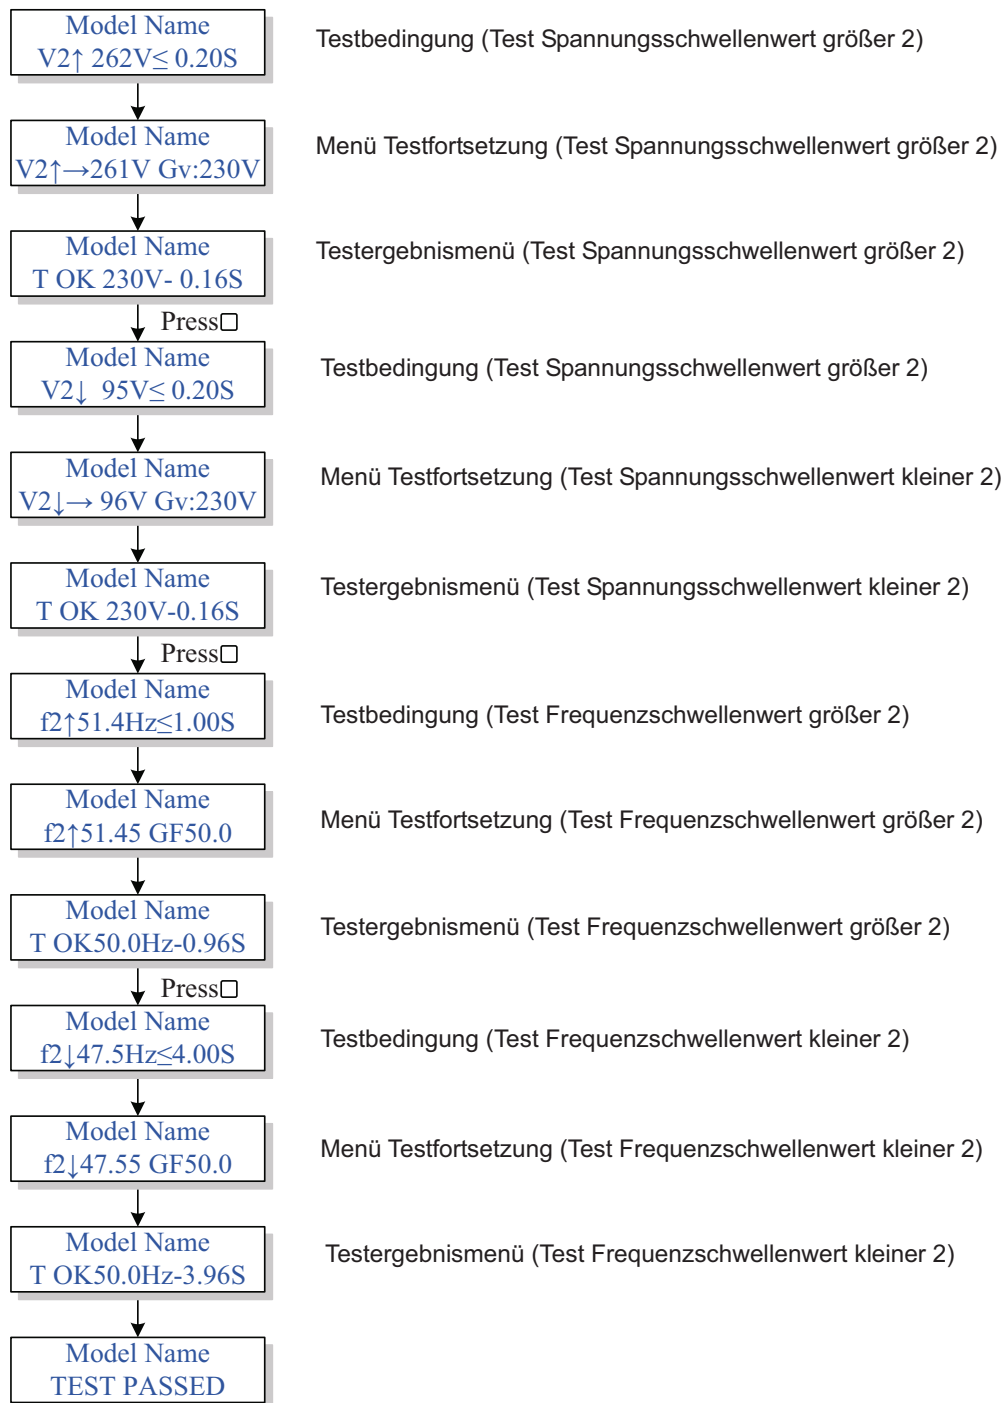 Model Name
V2↑ 262V≤ 0.20S
Testbedingung (Test Spannungsschwellenwert größer 2)
Model Name
V2↑→261V Gv:230V
Menü Testfortsetzung (Test Spannungsschwellenwert größer 2)
Model Name
T OK 230V- 0.16S
Testergebnismenü (Test Spannungsschwellenwert größer 2)
Press□
Model Name
V2↓ 95V≤ 0.20S
Testbedingung (Test Spannungsschwellenwert größer 2)
Model Name
V2↓→ 96V Gv:230V
Menü Testfortsetzung (Test Spannungsschwellenwert kleiner 2)
Model Name
T OK 230V-0.16S
Testergebnismenü (Test Spannungsschwellenwert kleiner 2)
Press□
Model Name
f2↑51.4Hz≤1.00S
Testbedingung (Test Frequenzschwellenwert größer 2)
Model Name
f2↑51.45 GF50.0
Menü Testfortsetzung (Test Frequenzschwellenwert größer 2)
Model Name
T OK50.0Hz-0.96S
Testergebnismenü (Test Frequenzschwellenwert größer 2)
Press□
Model Name
f2↓47.5Hz≤4.00S
Testbedingung (Test Frequenzschwellenwert kleiner 2)
Model Name
f2↓47.55 GF50.0
Menü Testfortsetzung (Test Frequenzschwellenwert kleiner 2)
Model Name
T OK50.0Hz-3.96S
Testergebnismenü (Test Frequenzschwellenwert kleiner 2)
Model Name
TEST PASSED